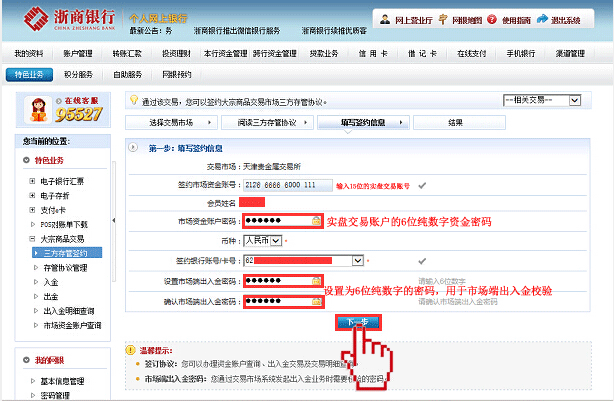 浙商银行
CHINA ZHESHANG BANK
个人网上银行
最新公告: 务 浙商银行推出微信银行服务 浙商银行续推优质客
网上营业厅 网银地图 使用指南 退出系统
我的资料 账户管理 转账汇款 投资理财 本行资金管理 跨行资金管理 贷款业务 信用卡 借记卡 在线支付 手机银行 渠道管理
特色业务 积分服务 自助服务 网银预约
在线客服
95527
您当前的位置:
特色业务
电子银行汇票
电子存折
支付e卡
POS对账单下载
大宗商品交易
三方存管签约
存管协议管理
入金
出金
出入金明细查询
市场资金账户查询
我的网银
基本信息管理
密码管理
通过该交易，您可以签约大宗商品交易市场三方存管协议。
--相关交易--
选择交易市场 阅读三方存管协议 填写签约信息 结果
第一步：填写签约信息
交易市场： 天津贵金属交易所
签约市场资金账号： 2126 6666 6000 111 * 输入15位的实盘交易账号
会员姓名
市场资金账户密码： ●●●●●● 实盘交易账户的6位纯数字资金密码
币种： 人民币 *
签约银行账号/卡号： 62 *
设置市场端出入金密码： ●●●●●● 请输入6位数字
设置为6位纯数字的密码，用于市场端出入金校验
确认市场端出入金密码： ●●●●●● 请确认市场端出入金密码
下一步
温馨提示：
签订协议：您可以办理资金账户查询、出入金交易及交易明细查
市场端出入金密码：您通过交易市场系统发起出入金业务时需要校验的密码。